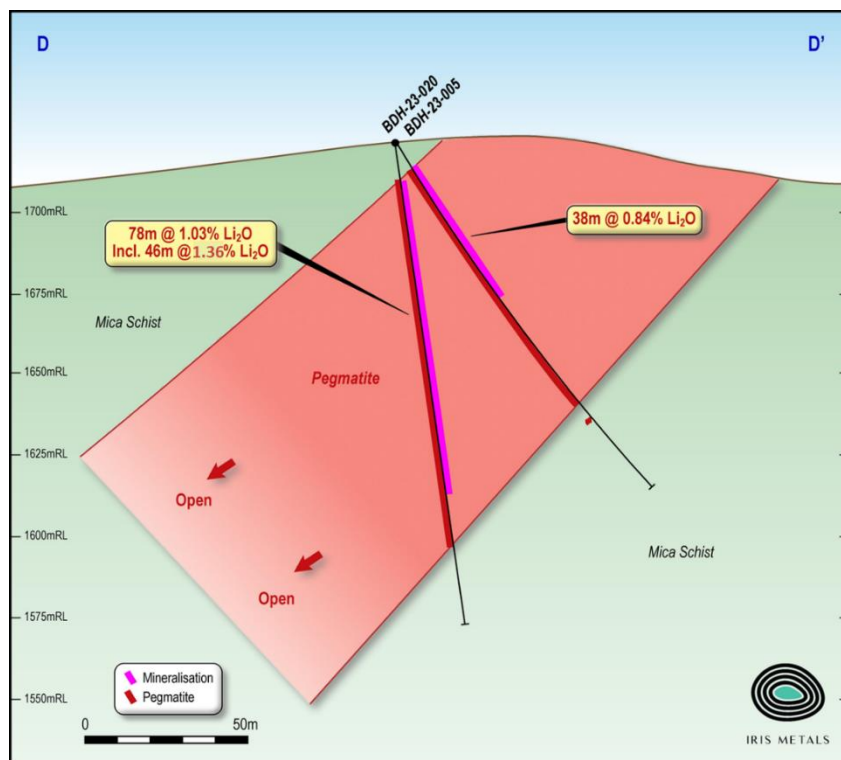 D
D'
BDH-23-020
BDH-23-005
1700mRL
1675mRL
1650mRL
1625mRL
1600mRL
1575mRL
1550mRL
78m @ 1.03% Li₂O
Incl. 46m @1.36% Li₂O
38m @ 0.84% Li₂O
Mica Schist
Pegmatite
Open
Open
Mica Schist
Mineralisation
Pegmatite
0
50m
IRIS METALS